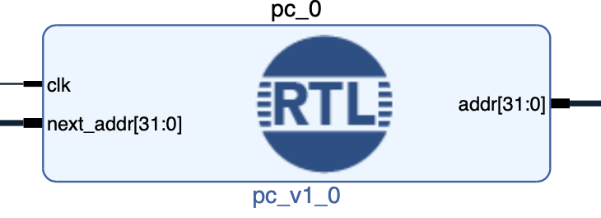 pc_0
clk
next_addr[31:0]
RTL
addr[31:0]
pc_v1_0